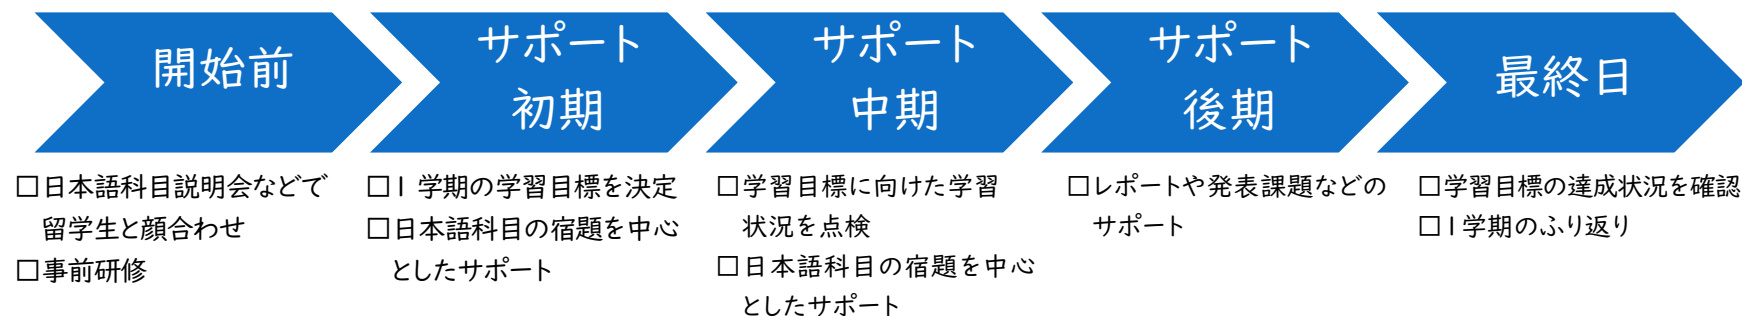 開始前
サポート
初期
サポート
中期
サポート
後期
最終日
□日本語科目説明会などで
留学生と顔合わせ
□事前研修
□1 学期の学習目標を決定
□日本語科目の宿題を中心
としたサポート
□学習目標に向けた学習
状況を点検
□日本語科目の宿題を中心
としたサポート
□レポートや発表課題などの
サポート
□学習目標の達成状況を確認
□1学期のふり返り